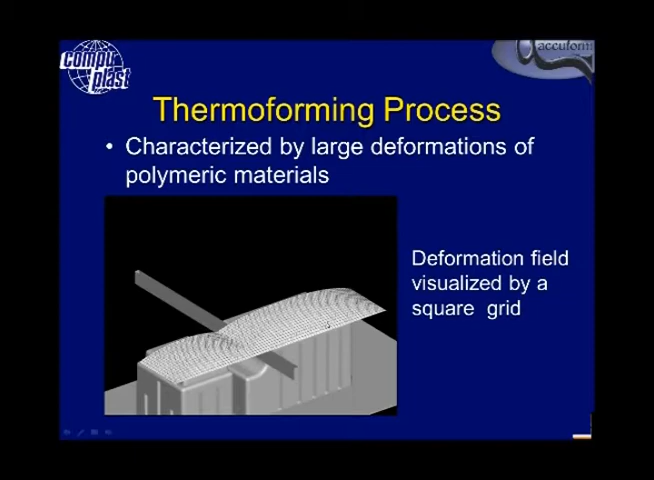 compu
plast
accuform
Thermoforming Process
• Characterized by large deformations of
polymeric materials
Deformation field
visualized by a
square grid